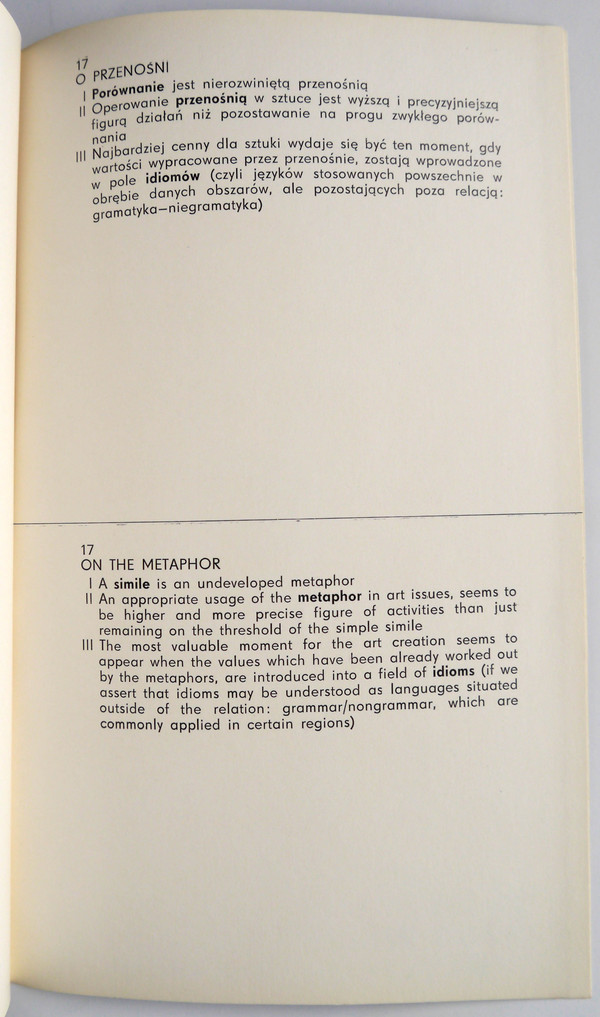 17
O PRZENOŚNI
I Porównanie jest nierozwiniętą przenośnią
II Operowanie przenośnią w sztuce jest wyższą i precyzyjniejszą
figurą działań niż pozostawanie na progu zwykłego porów-
nania
III Najbardziej cenny dla sztuki wydaje się być ten moment, gdy
wartości wypracowane przez przenośnie, zostają wprowadzone
w pole idiomów (czyli języków stosowanych powszechnie w
obrębie danych obszarów, ale pozostających poza relacją:
gramatyka—niegramatyka)
17
ON THE METAPHOR
I A simile is an undeveloped metaphor
II An appropriate usage of the metaphor in art issues, seems to
be higher and more precise figure of activities than just
remaining on the threshold of the simple simile
III The most valuable moment for the art creation seems to
appear when the values which have been already worked out
by the metaphors, are introduced into a field of idioms (if we
assert that idioms may be understood as languages situated
outside of the relation: grammar/nongrammar, which are
commonly applied in certain regions)